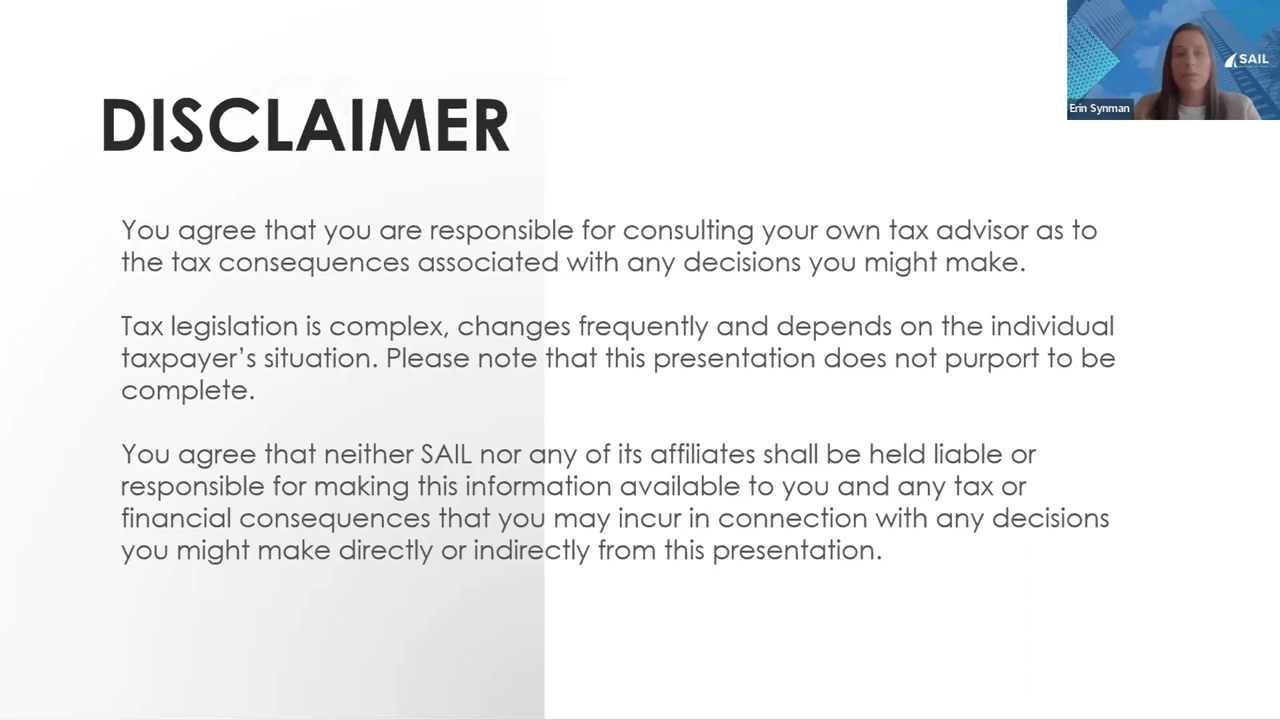 DISCLAIMER
You agree that you are responsible for consulting your own tax advisor as to
the tax consequences associated with any decisions you might make.
Tax legislation is complex, changes frequently and depends on the individual
taxpayer’s situation. Please note that this presentation does not purport to be
complete.
You agree that neither SAIL nor any of its affiliates shall be held liable or
responsible for making this information available to you and any tax or
financial consequences that you may incur in connection with any decisions
you might make directly or indirectly from this presentation.
SAIL
Erin Synman